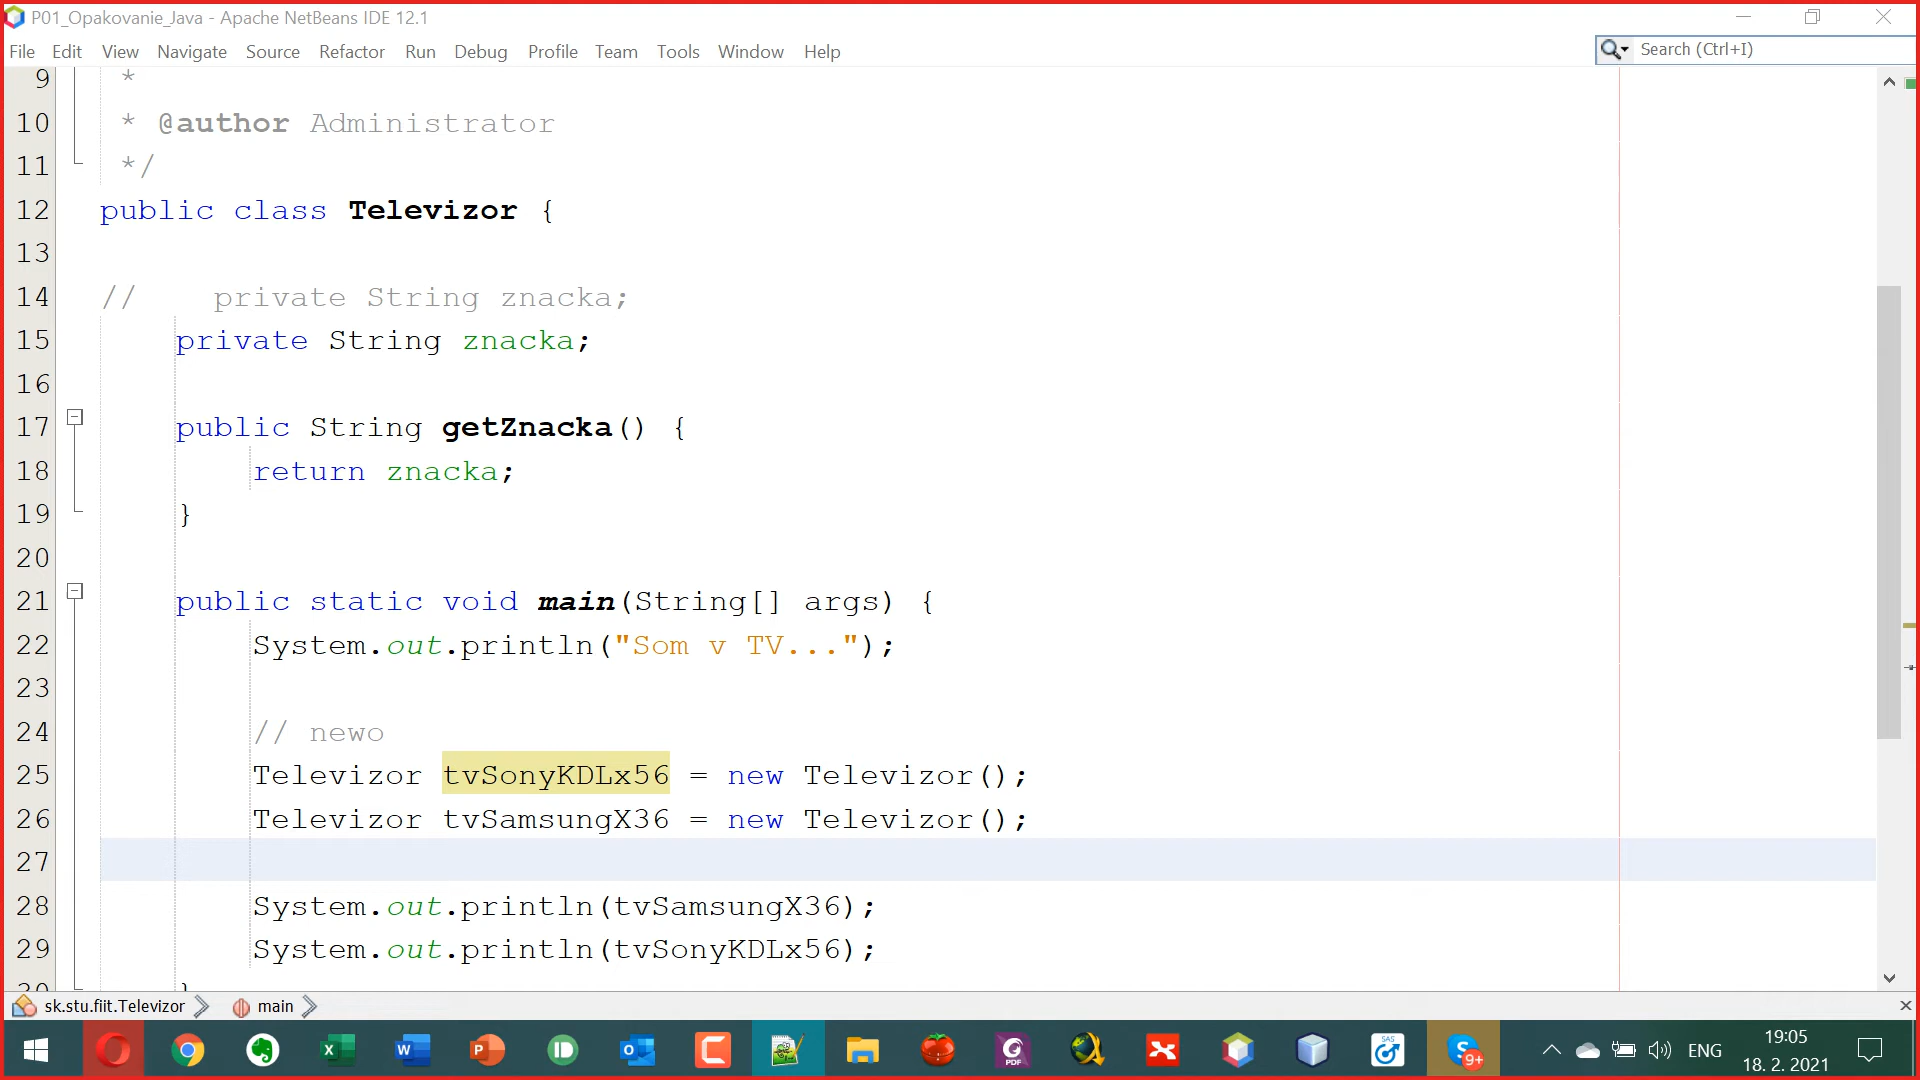 P01_Opakovanie_Java - Apache NetBeans IDE 12.1
File Edit View Navigate Source Refactor Run Debug Profile Team Tools Window Help
Search (Ctrl+I)
9 *
10 * @author Administrator
11 */
12 public class Televizor {
13
14 // private String znacka;
15 private String znacka;
16
17 public String getZnacka() {
18 return znacka;
19 }
20
21 public static void main(String[] args) {
22 System.out.println("Som v TV...");
23
24 // newo
25 Televizor tvSonyKDLx56 = new Televizor();
26 Televizor tvSamsungX36 = new Televizor();
27
28 System.out.println(tvSamsungX36);
29 System.out.println(tvSonyKDLx56);
30 }
sk.stu.fiit.Televizor main
ENG
19:05
18. 2. 2021
9+
PDF
SAS